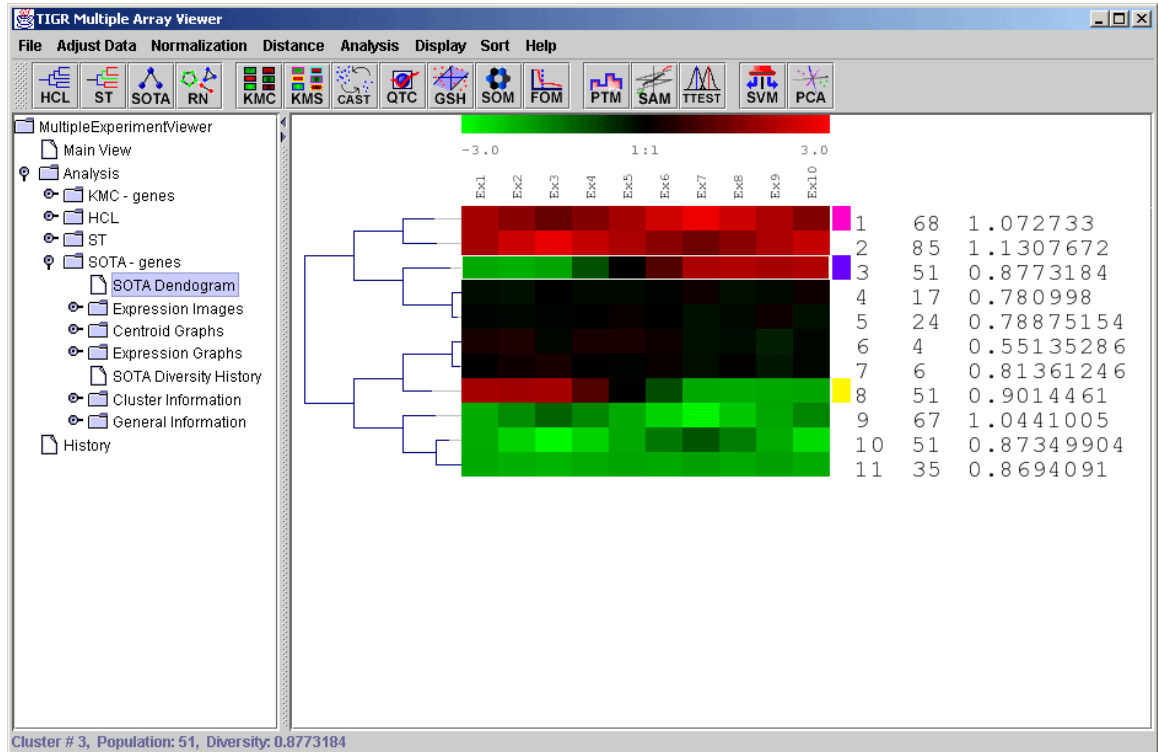 TIGR Multiple Array Viewer
File Adjust Data Normalization Distance Analysis Display Sort Help
HCL ST SOTA RN KMC KMS CAST QTC GSH SOM FOM PTM SAM TTEST SVM PCA
MultipleExperimentViewer
Main View
Analysis
KMC - genes
HCL
ST
SOTA - genes
SOTA Dendogram
Expression Images
Centroid Graphs
Expression Graphs
SOTA Diversity History
Cluster Information
General Information
History
-3.0 1:1 3.0
Ex1 Ex2 Ex3 Ex4 Ex5 Ex6 Ex7 Ex8 Ex9 Ex10
1 68 1.072733
2 85 1.1307672
3 51 0.8773184
4 17 0.780998
5 24 0.78875154
6 4 0.55135286
7 6 0.81361246
8 51 0.9014461
9 67 1.0441005
10 51 0.87349904
11 35 0.8694091
Cluster # 3, Population: 51, Diversity: 0.8773184